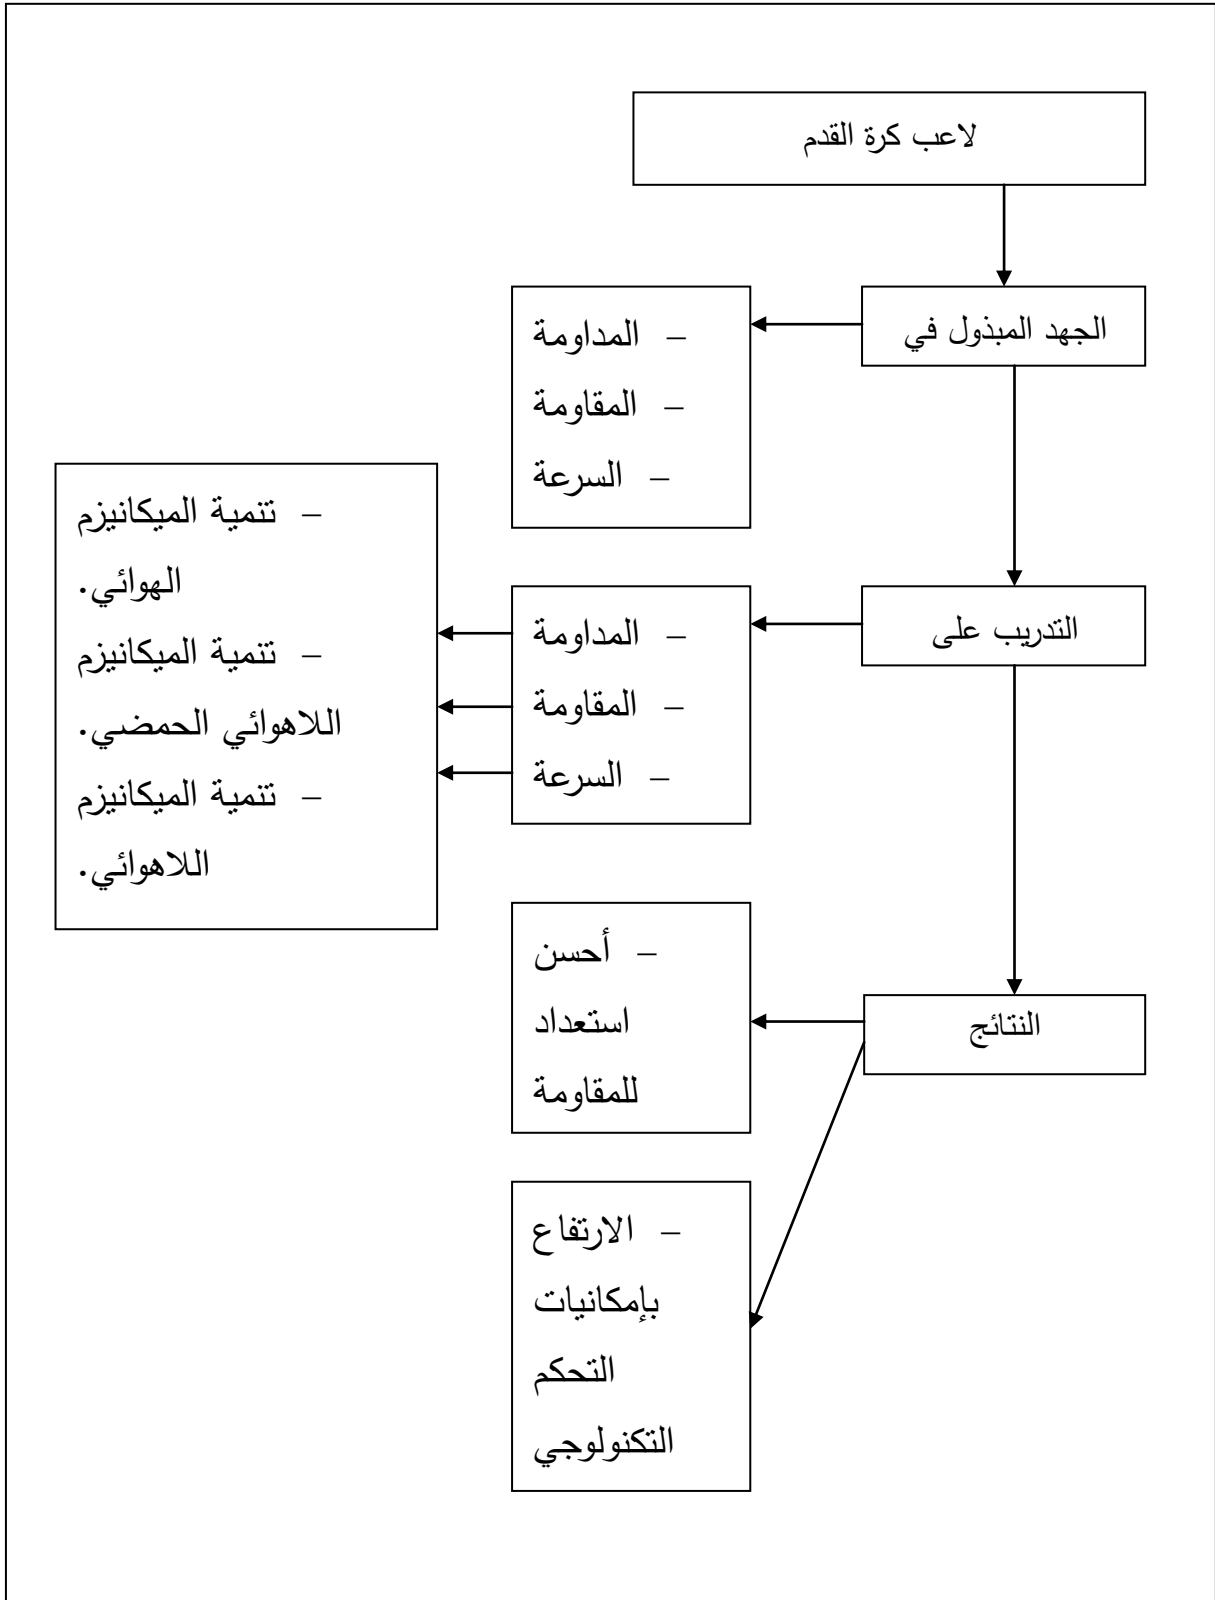 لاعب كرة القدم
الجهد المبذول في
– المداومة
– المقاومة
– السرعة
التدريب على
– المداومة
– المقاومة
– السرعة
– تنمية الميكانيزم
الهوائي.
– تنمية الميكانيزم
اللاهوائي الحمضي.
– تنمية الميكانيزم
اللاهوائي.
النتائج
– أحسن
استعداد
للمقاومة
– الارتفاع
بإمكانيات
التحكم
التكنولوجي